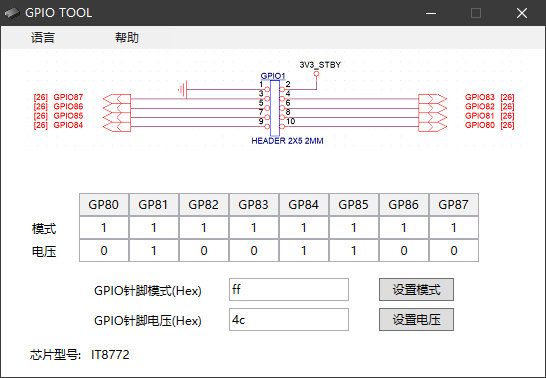 GPIO TOOL
语言 帮助
3V3_STBY
GPIO1
1 2
[26] GPIO87 3 4 GPIO83 [26]
[26] GPIO86 5 6 GPIO82 [26]
[26] GPIO85 7 8 GPIO81 [26]
[26] GPIO84 9 10 GPIO80 [26]
HEADER 2X5 2MM
GP80 GP81 GP82 GP83 GP84 GP85 GP86 GP87
模式 1 1 1 1 1 1 1 1
电压 0 1 0 0 1 1 0 0
GPIO针脚模式(Hex) ff 设置模式
GPIO针脚电压(Hex) 4c 设置电压
芯片型号: IT8772